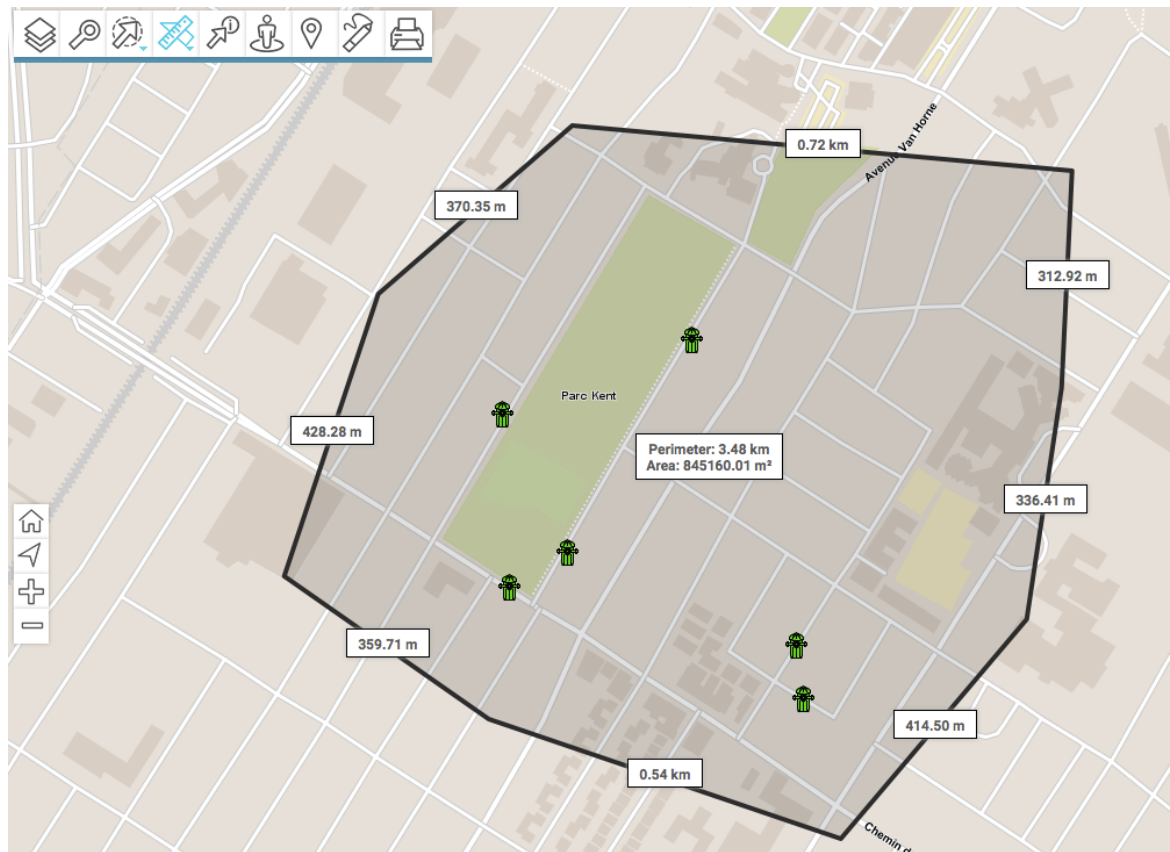 0.72 km
Avenue Van Horne
370.35 m
312.92 m
Parc Kent
428.28 m
Perimeter: 3.48 km
Area: 845160.01 m²
336.41 m
359.71 m
414.50 m
0.54 km
Chemin d